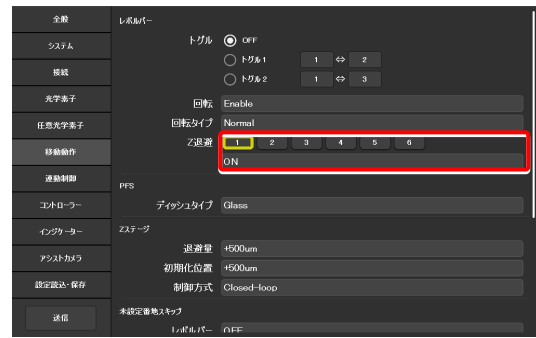 全般
システム
接続
光学素子
任意光学素子
移動動作
連動制御
コントローラー
インジケーター
アシストカメラ
設定読込・保存
送信
レボルバー
トグル OFF
トグル1 1 ⇔ 2
トグル2 1 ⇔ 3
回転 Enable
回転タイプ Normal
Z退避 1 2 3 4 5 6
ON
PFS
ディッシュタイプ Glass
Zステージ
退避量 +500um
初期化位置 +500um
制御方式 Closed-loop
未設定番地スキップ
レボルバー OFF